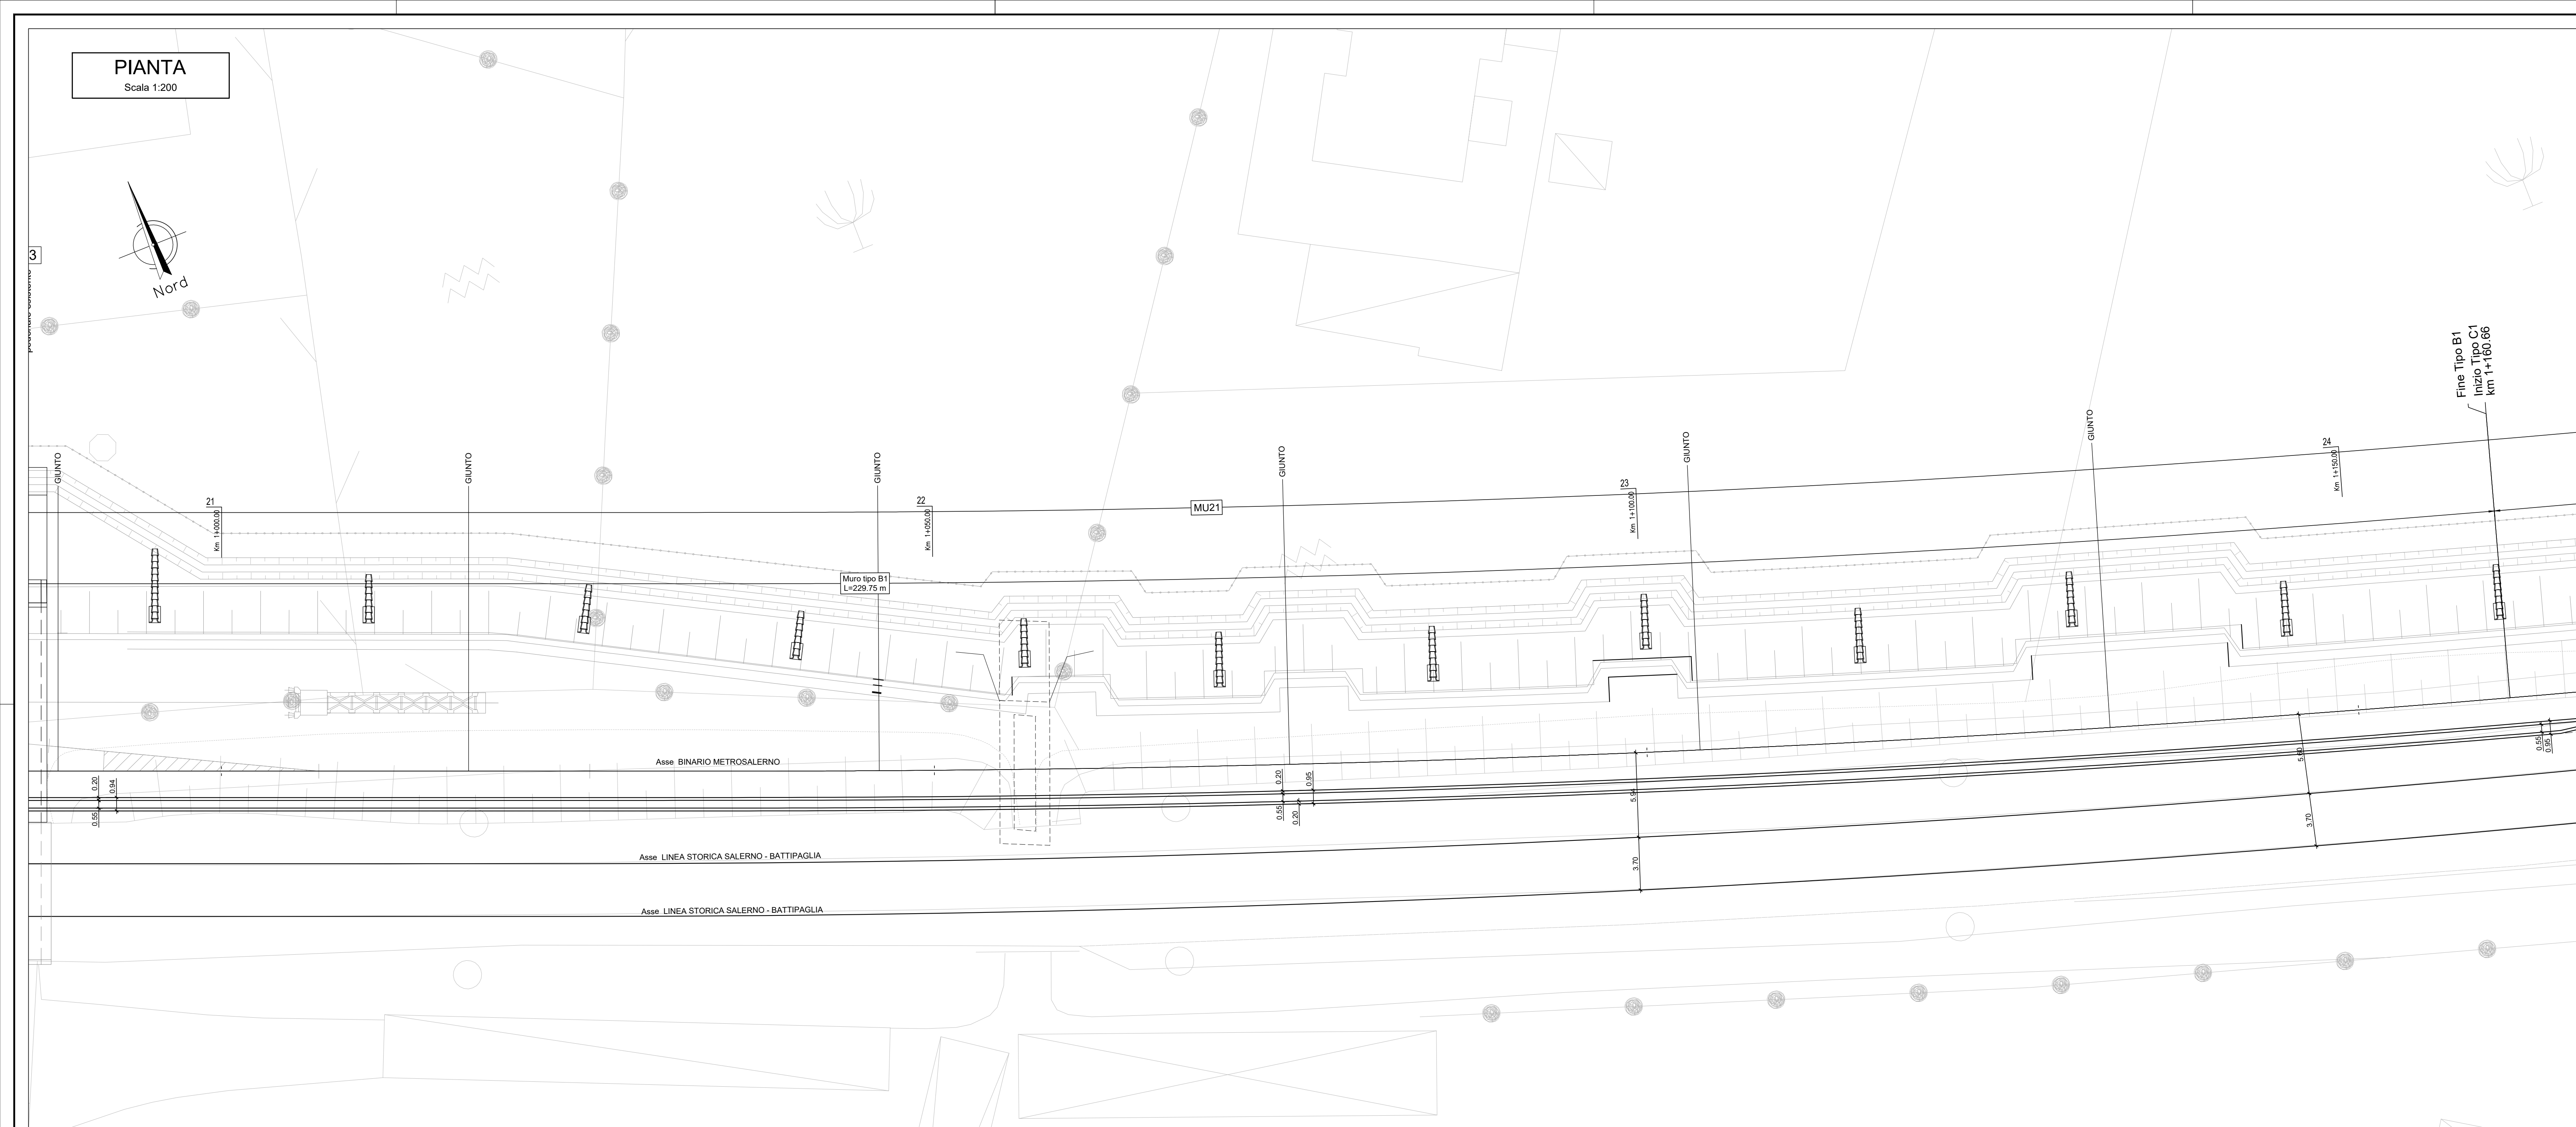 PIANTA
Scala 1:200
3
Nord
GIUNTO
21
Km 1+000.00
GIUNTO
GIUNTO
22
Km 1+050.00
Muro tipo B1
L=229.75 m
MU21
GIUNTO
23
Km 1+100.00
GIUNTO
GIUNTO
24
Km 1+150.00
Fine Tipo B1
Inizio Tipo C1
km 1+160.66
Asse BINARIO METROSALERNO
0.20
0.94
0.55
0.20
0.95
0.55
0.20
5.94
3.70
5.80
3.70
0.55
0.95
Asse LINEA STORICA SALERNO - BATTIPAGLIA
Asse LINEA STORICA SALERNO - BATTIPAGLIA